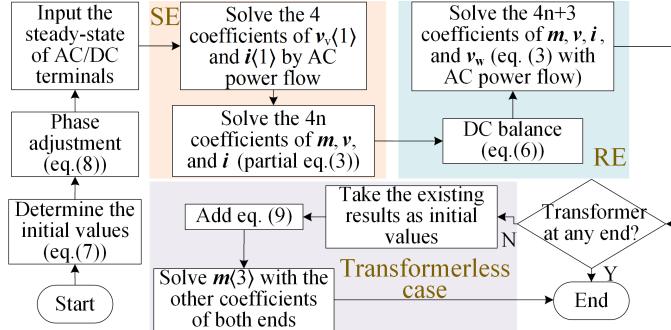 Input the
steady-state
of AC/DC
terminals
Phase
adjustment
(eq.(8))
Determine the
initial values
(eq.(7))
Start
SE
Solve the 4
coefficients of vᵧ⟨1⟩
and i⟨1⟩ by AC
power flow
Solve the 4n
coefficients of m, v,
and i (partial eq.(3))
Solve the 4n+3
coefficients of m, v, i,
and v_w (eq. (3) with
AC power flow)
DC balance
(eq.(6))
RE
Take the existing
results as initial
values
Add eq. (9)
Solve m⟨3⟩ with the
other coefficients
of both ends
Transformerless
case
Transformer
at any end?
N
Y
End